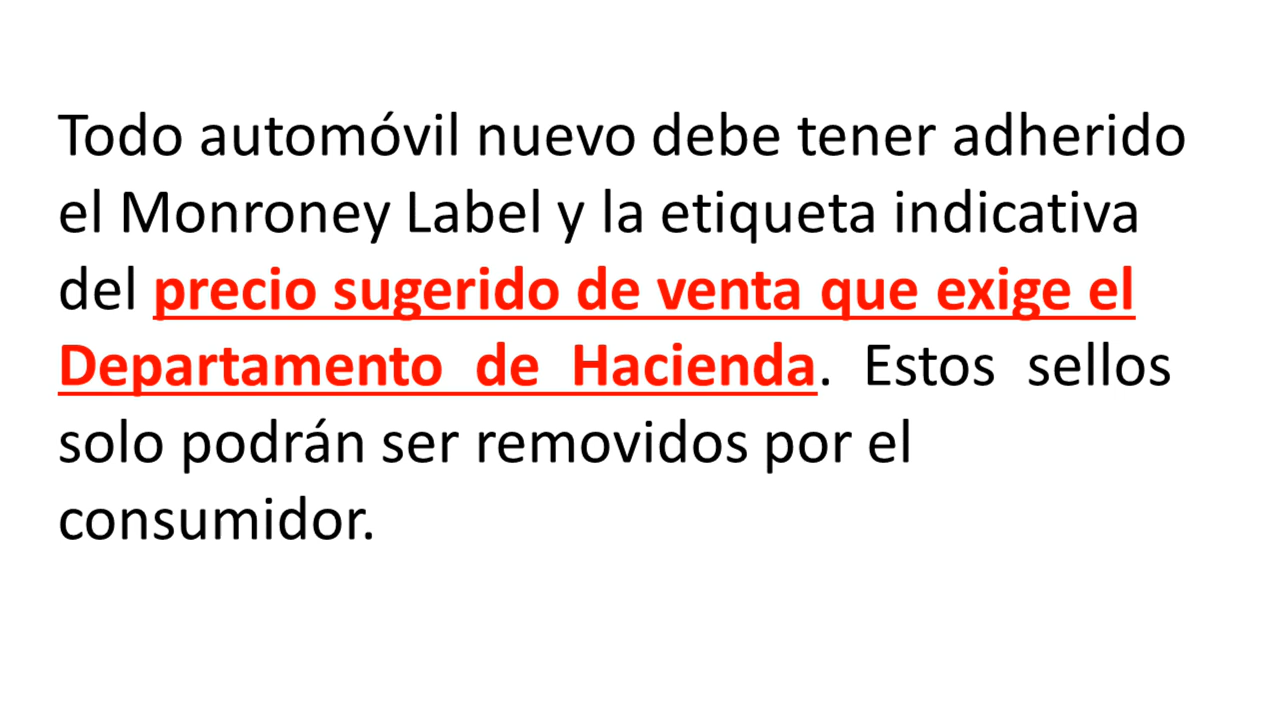 Todo automóvil nuevo debe tener adherido
el Monroney Label y la etiqueta indicativa
del precio sugerido de venta que exige el
Departamento de Hacienda. Estos sellos
solo podrán ser removidos por el
consumidor.